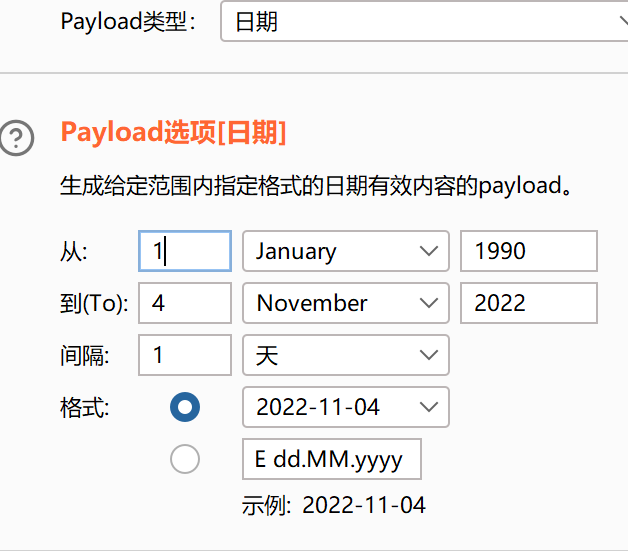 Payload类型: 日期
Payload选项[日期]
生成给定范围内指定格式的日期有效内容的payload。
从: 1 January 1990
到(To): 4 November 2022
间隔: 1 天
格式: 2022-11-04
E dd.MM.yyyy
示例: 2022-11-04